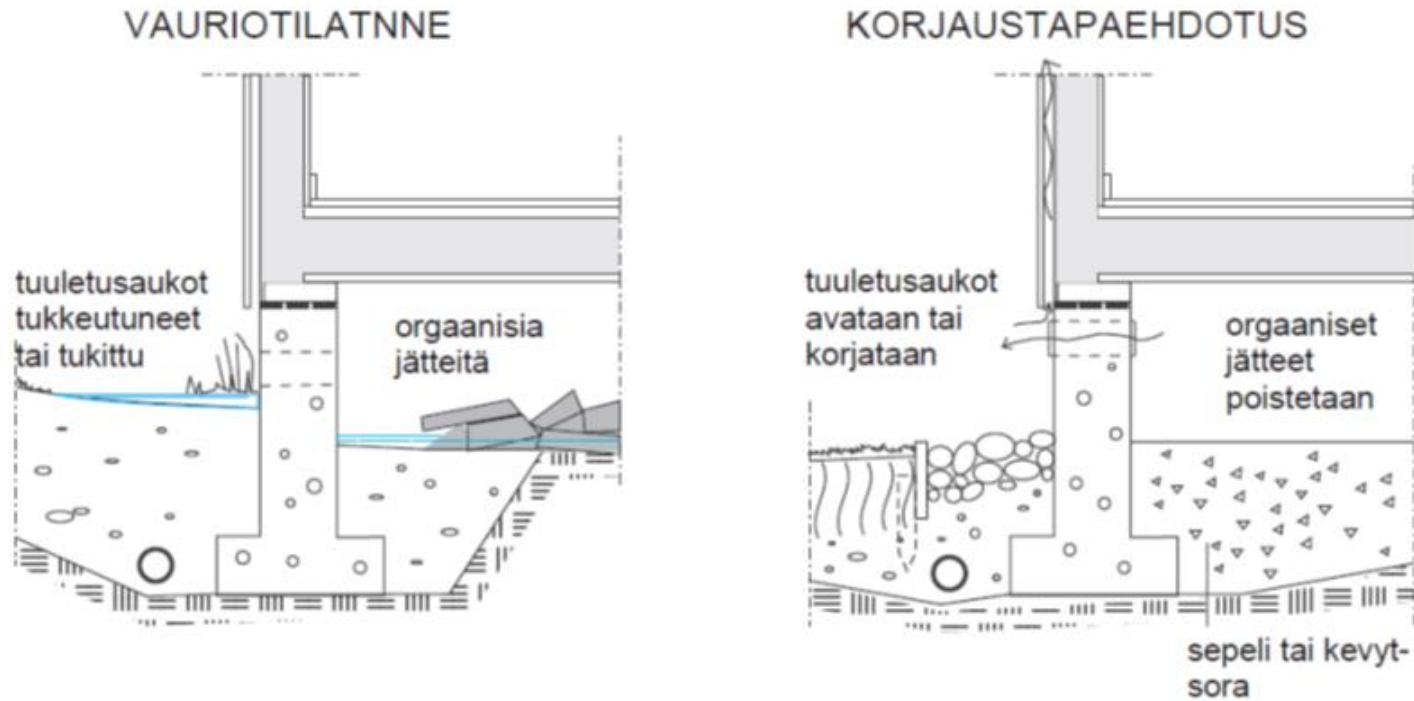 VAURIOTILATNNE
tuuletusaukot
tukkeutuneet
tai tukittu
orgaanisia
jätteitä
KORJAUSTAPAEHDOTUS
tuuletusaukot
avataan tai
korjataan
orgaaniset
jätteet
poistetaan
sepeli tai kevyt-
sora